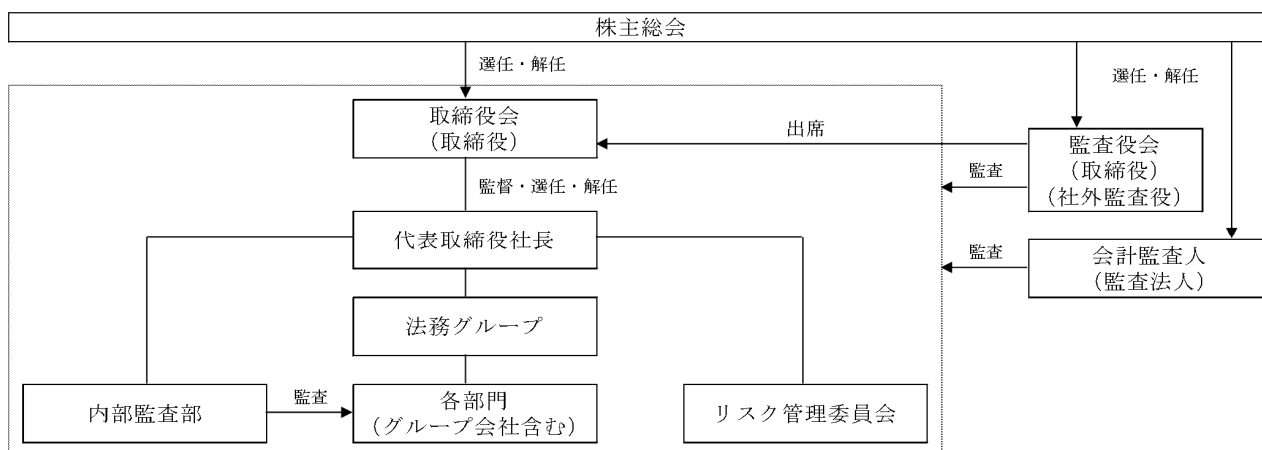 株主総会
選任・解任
選任・解任
取締役会
(取締役)
出席
監査役会
(取締役)
(社外監査役)
監査
監督・選任・解任
代表取締役社長
監査
会計監査人
(監査法人)
法務グループ
内部監査部
監査
各部門
(グループ会社含む)
リスク管理委員会